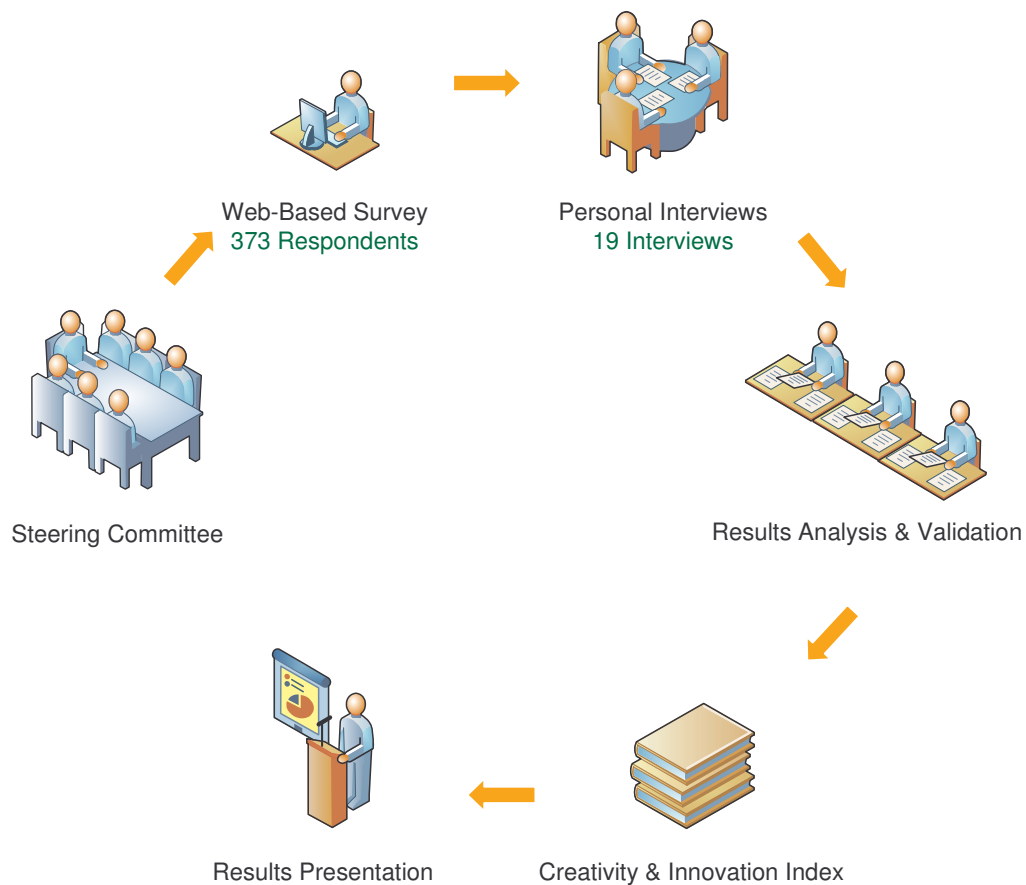 Web-Based Survey
373 Respondents
Personal Interviews
19 Interviews
Steering Committee
Results Analysis & Validation
Results Presentation
Creativity & Innovation Index